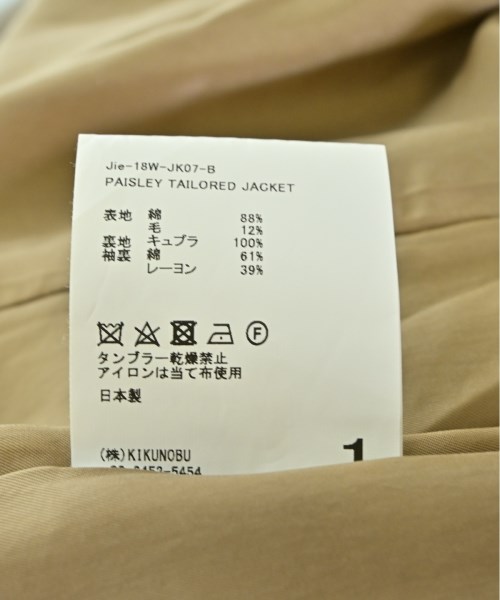 Jie-18W-JK07-B
PAISLEY TAILORED JACKET
表地 綿 88%
毛 12%
裏地 キュプラ 100%
袖裏 綿 61%
レーヨン 39%
F
タンブラー乾燥禁止
アイロンは当て布使用
日本製
(株)KIKUNOBU
1